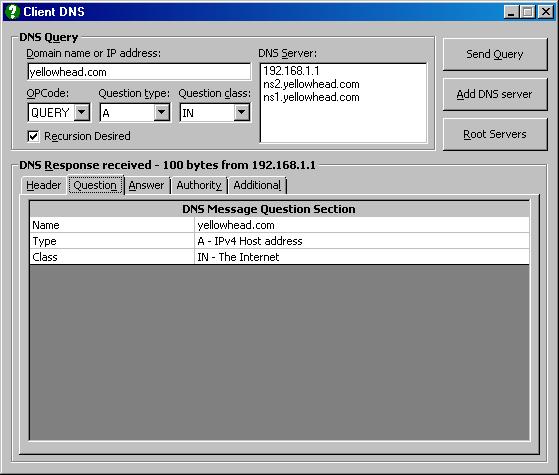 Client DNS
DNS Query
Domain name or IP address:
yellowhead.com
OPCode: Question type: Question class:
QUERY A IN
Recursion Desired
DNS Server:
192.168.1.1
ns2.yellowhead.com
ns1.yellowhead.com
Send Query
Add DNS server
Root Servers
DNS Response received - 100 bytes from 192.168.1.1
Header Question Answer Authority Additional
DNS Message Question Section
Name yellowhead.com
Type A - IPv4 Host address
Class IN - The Internet